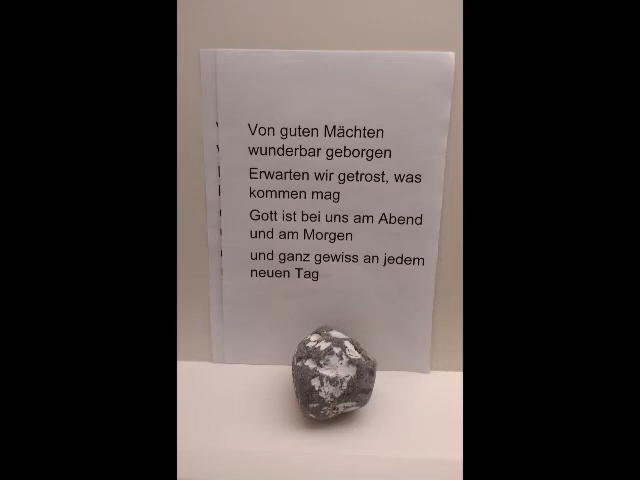 Von guten Mächten
wunderbar geborgen
Erwarten wir getrost, was
kommen mag
Gott ist bei uns am Abend
und am Morgen
und ganz gewiss an jedem
neuen Tag